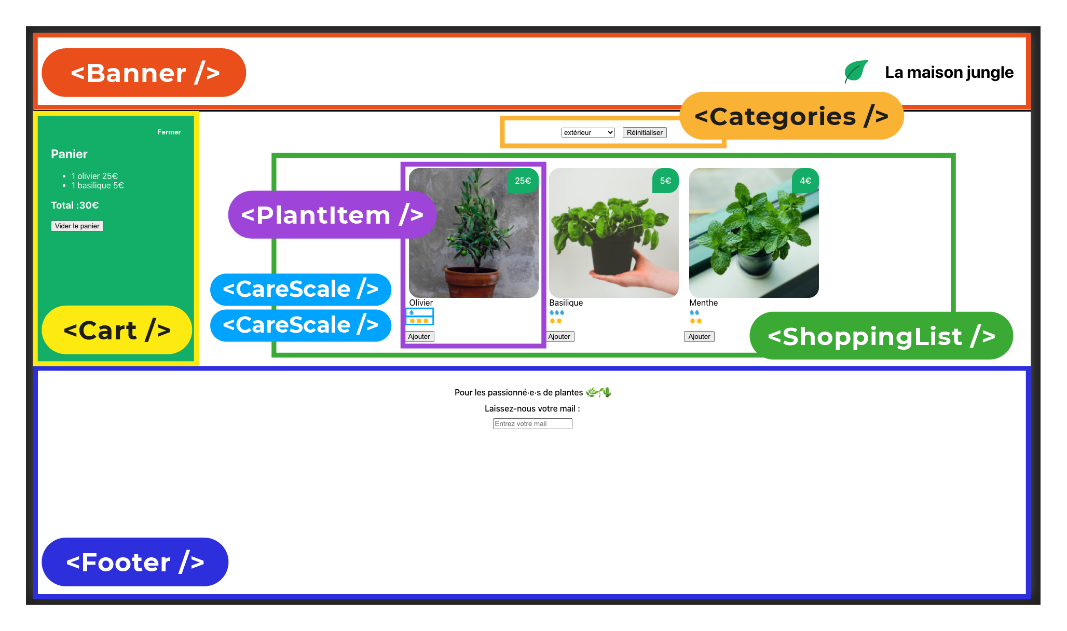 <Banner />
La maison jungle
<Categories />
extérieur
Réinitialiser
Fermer
Panier
1 olivier 25€
1 basilique 5€
Total :30€
Vider le panier
<Cart />
<PlantItem />
25€
5€
4€
<CareScale />
<CareScale />
Olivier
Basilique
Menthe
Ajouter
Ajouter
Ajouter
<ShoppingList />
Pour les passionné·e·s de plantes 🌿🌱🌵
Laissez-nous votre mail :
Entrez votre mail
<Footer />